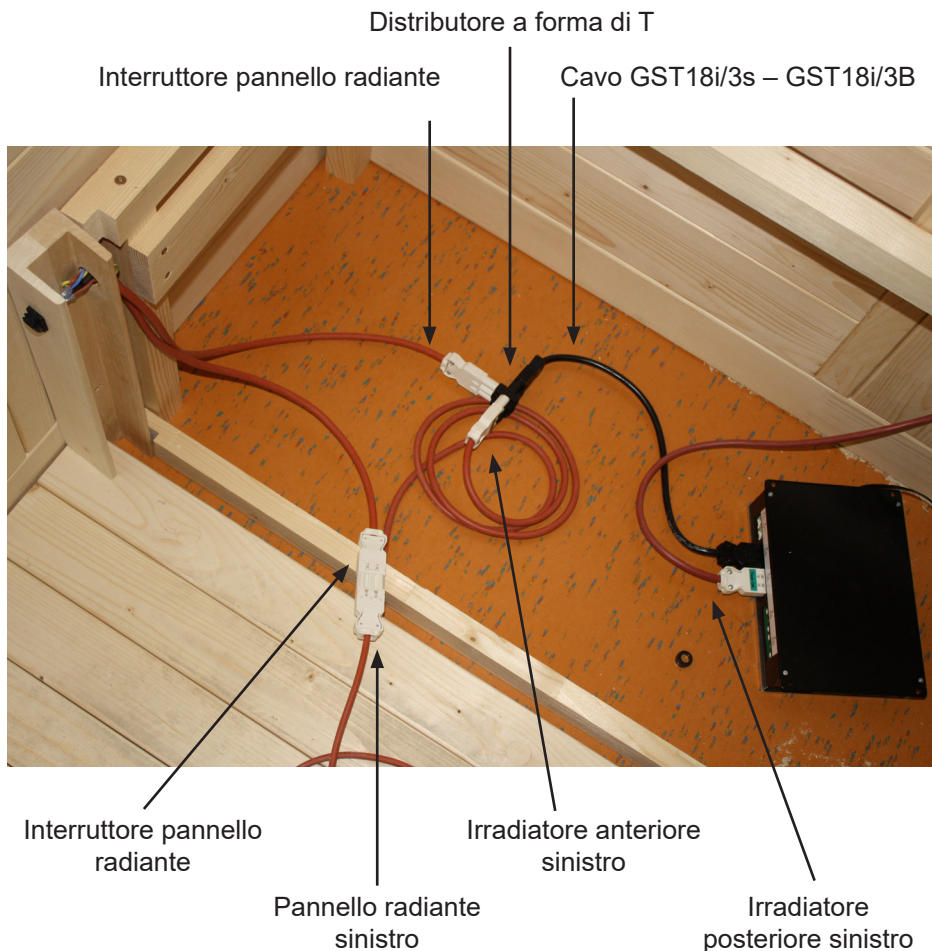 Distributore a forma di T
Interruttore pannello radiante
Cavo GST18i/3s – GST18i/3B
Interruttore pannello
radiante
Irradiatore anteriore
sinistro
Pannello radiante
sinistro
Irradiatore
posteriore sinistro